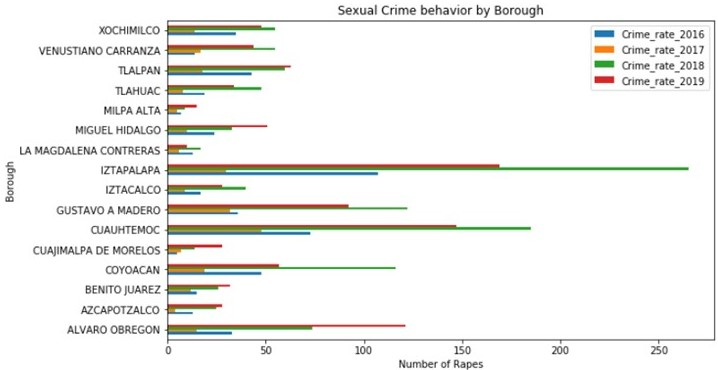 Sexual Crime behavior by Borough
Crime_rate_2016
Crime_rate_2017
Crime_rate_2018
Crime_rate_2019
XOCHIMILCO
VENUSTIANO CARRANZA
TLALPAN
TLAHUAC
MILPA ALTA
MIGUEL HIDALGO
LA MAGDALENA CONTRERAS
IZTAPALAPA
IZTACALCO
GUSTAVO A MADERO
CUAUHTEMOC
CUAJIMALPA DE MORELOS
COYOACAN
BENITO JUAREZ
AZCAPOTZALCO
ALVARO OBREGON
Borough
0 50 100 150 200 250
Number of Rapes